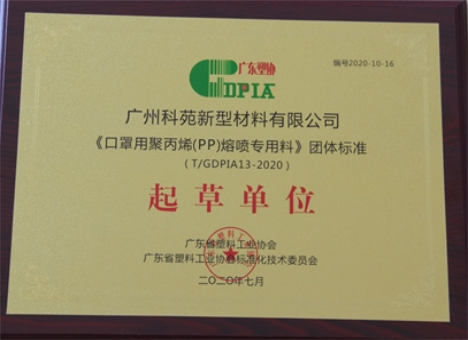 广东塑协
GDPIA
编号2020-10-16
广州科苑新型材料有限公司
《口罩用聚丙烯(PP)熔喷专用料》团体标准
(T/GDPIA13-2020)
起草单位
广东省塑料工业协会
广东省塑料工业协会标准化技术委员会
二〇二〇年七月